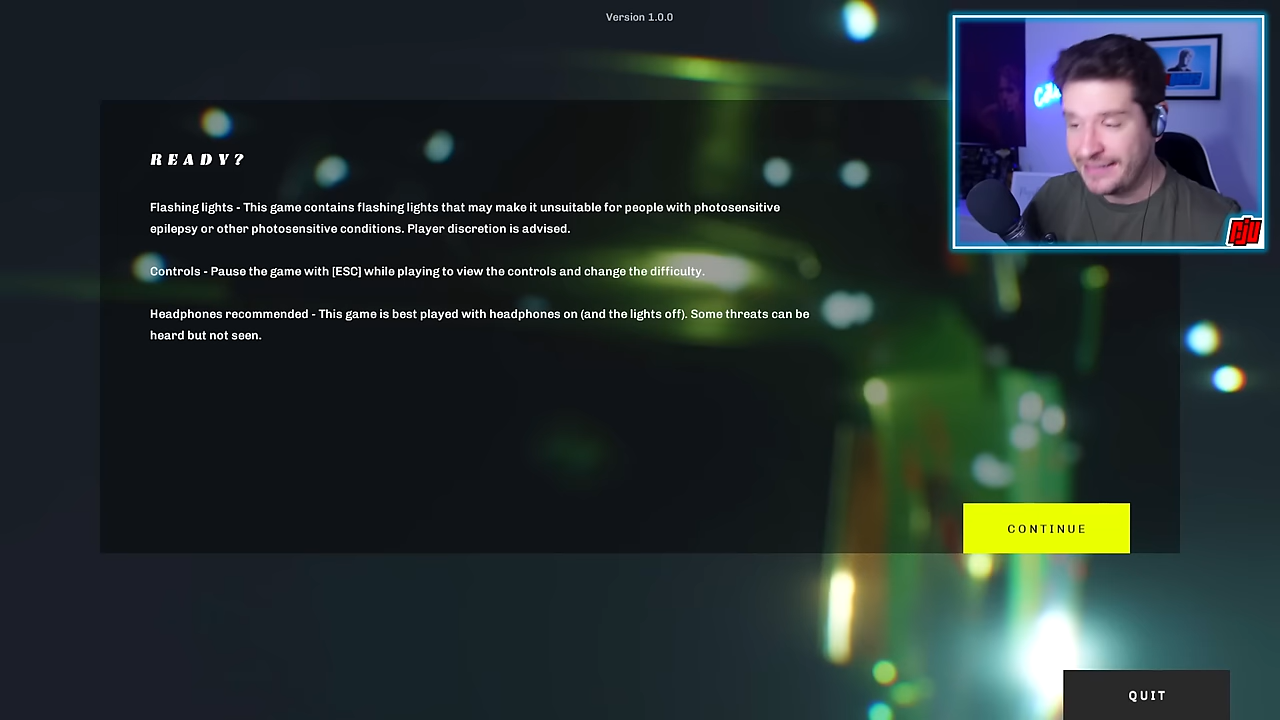 Version 1.0.0
READY?
Flashing lights - This game contains flashing lights that may make it unsuitable for people with photosensitive
epilepsy or other photosensitive conditions. Player discretion is advised.
Controls - Pause the game with [ESC] while playing to view the controls and change the difficulty.
Headphones recommended - This game is best played with headphones on (and the lights off). Some threats can be
heard but not seen.
CONTINUE
QUIT